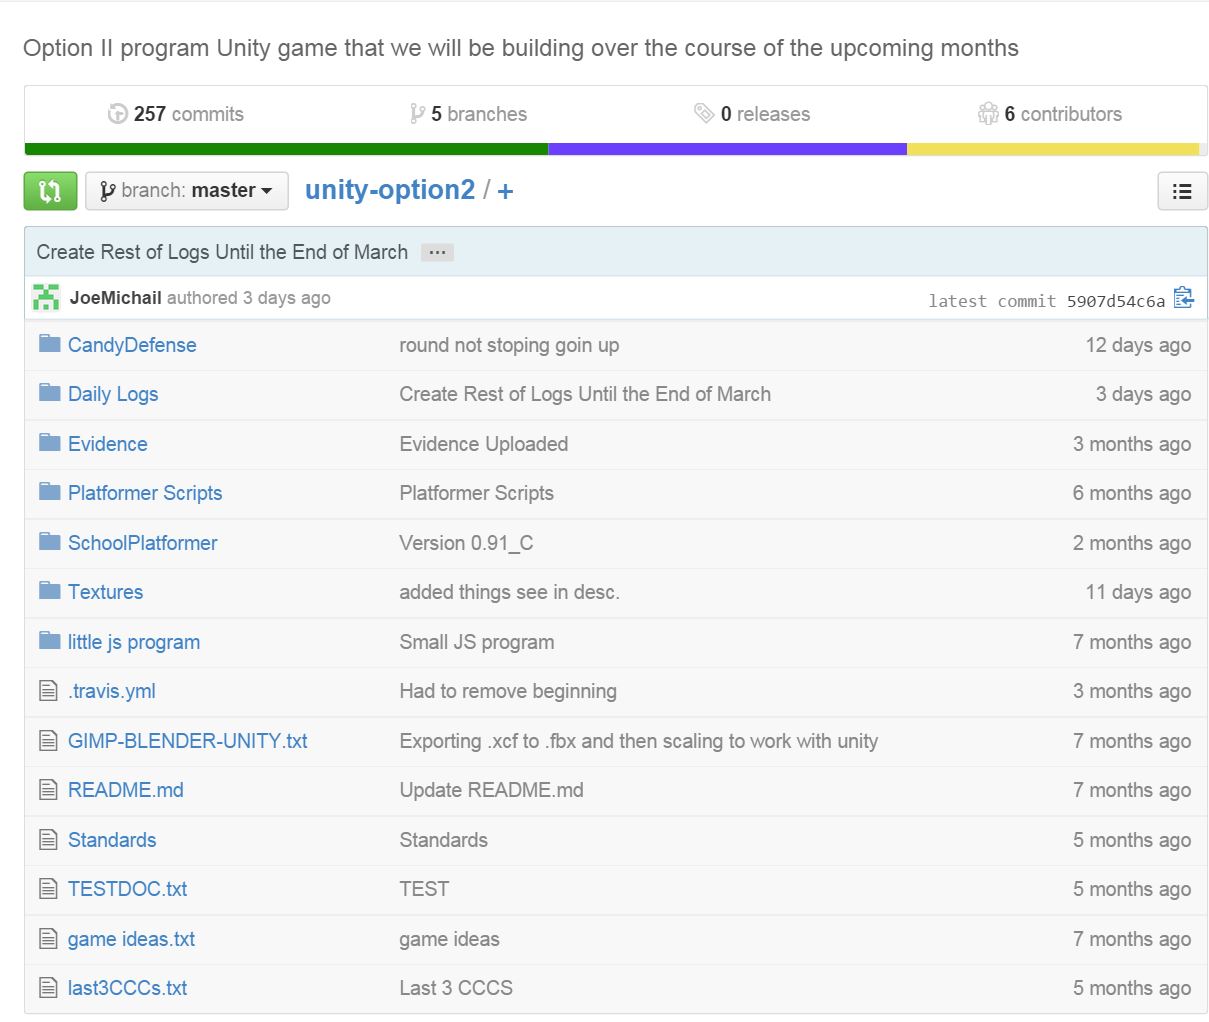 Option II program Unity game that we will be building over the course of the upcoming months
257 commits 5 branches 0 releases 6 contributors
branch: master unity-option2 / +
Create Rest of Logs Until the End of March ...
JoeMichail authored 3 days ago latest commit 5907d54c6a
CandyDefense round not stoping goin up 12 days ago
Daily Logs Create Rest of Logs Until the End of March 3 days ago
Evidence Evidence Uploaded 3 months ago
Platformer Scripts Platformer Scripts 6 months ago
SchoolPlatformer Version 0.91_C 2 months ago
Textures added things see in desc. 11 days ago
little js program Small JS program 7 months ago
.travis.yml Had to remove beginning 3 months ago
GIMP-BLENDER-UNITY.txt Exporting .xcf to .fbx and then scaling to work with unity 7 months ago
README.md Update README.md 7 months ago
Standards Standards 5 months ago
TESTDOC.txt TEST 5 months ago
game ideas.txt game ideas 7 months ago
last3CCCs.txt Last 3 CCCS 5 months ago